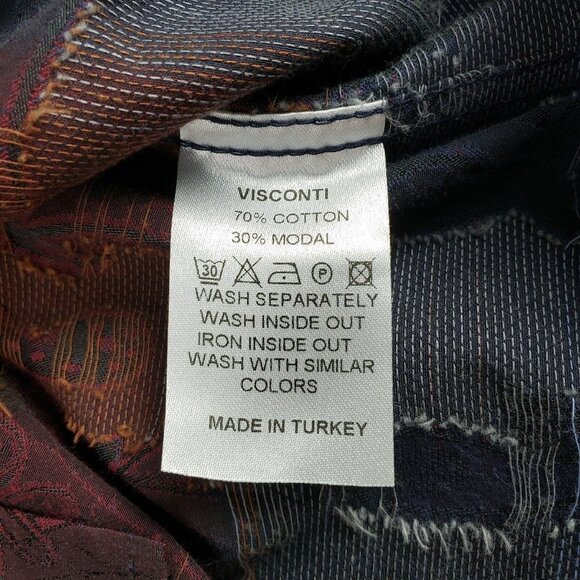 VISCONTI
70% COTTON
30% MODAL
30 P
WASH SEPARATELY
WASH INSIDE OUT
IRON INSIDE OUT
WASH WITH SIMILAR
COLORS
MADE IN TURKEY